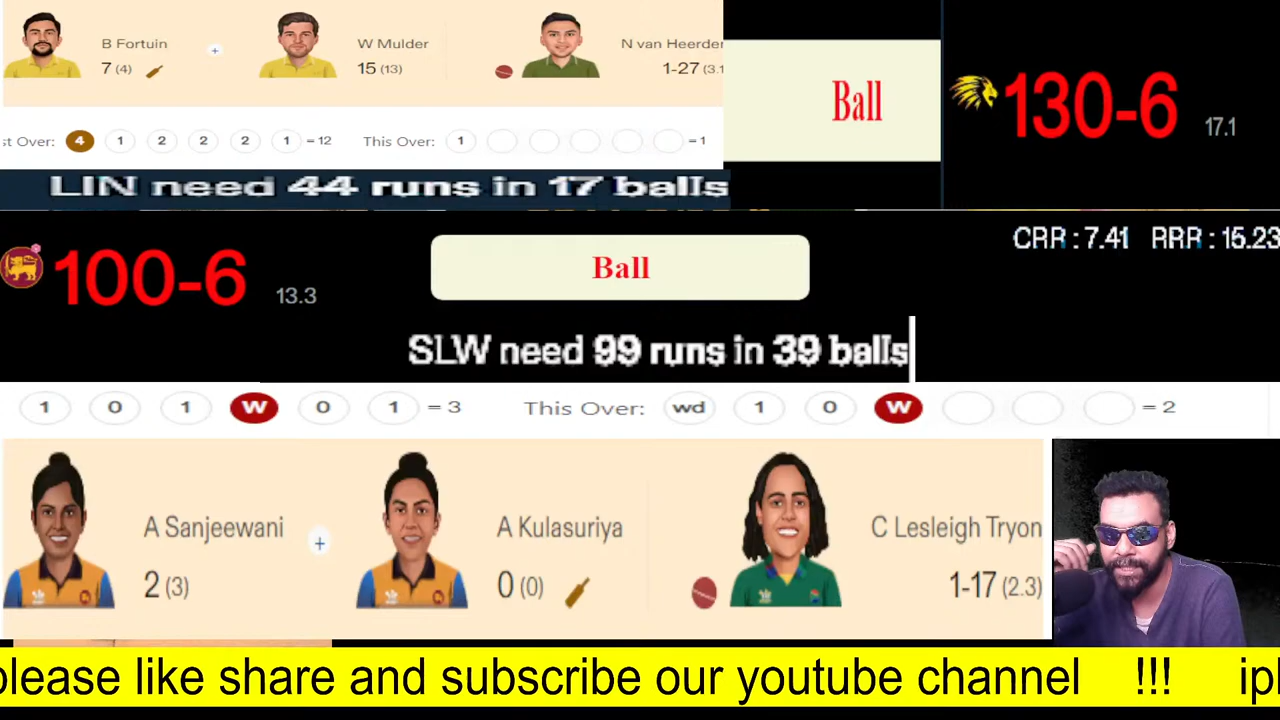 B Fortuin
7 (4)
+
W Mulder
15 (13)
N van Heerder
1-27 (3.1
st Over: 4 1 2 2 2 1 = 12 This Over: 1 = 1
LIN need 44 runs in 17 balls
Ball
130-6 17.1
100-6 13.3
Ball
CRR : 7.41 RRR : 15.23
SLW need 99 runs in 39 balls
1 0 1 W 0 1 = 3 This Over: wd 1 0 W = 2
A Sanjeewani
2 (3)
+
A Kulasuriya
0 (0)
C Lesleigh Tryon
1-17 (2.3)
please like share and subscribe our youtube channel !!! ipl